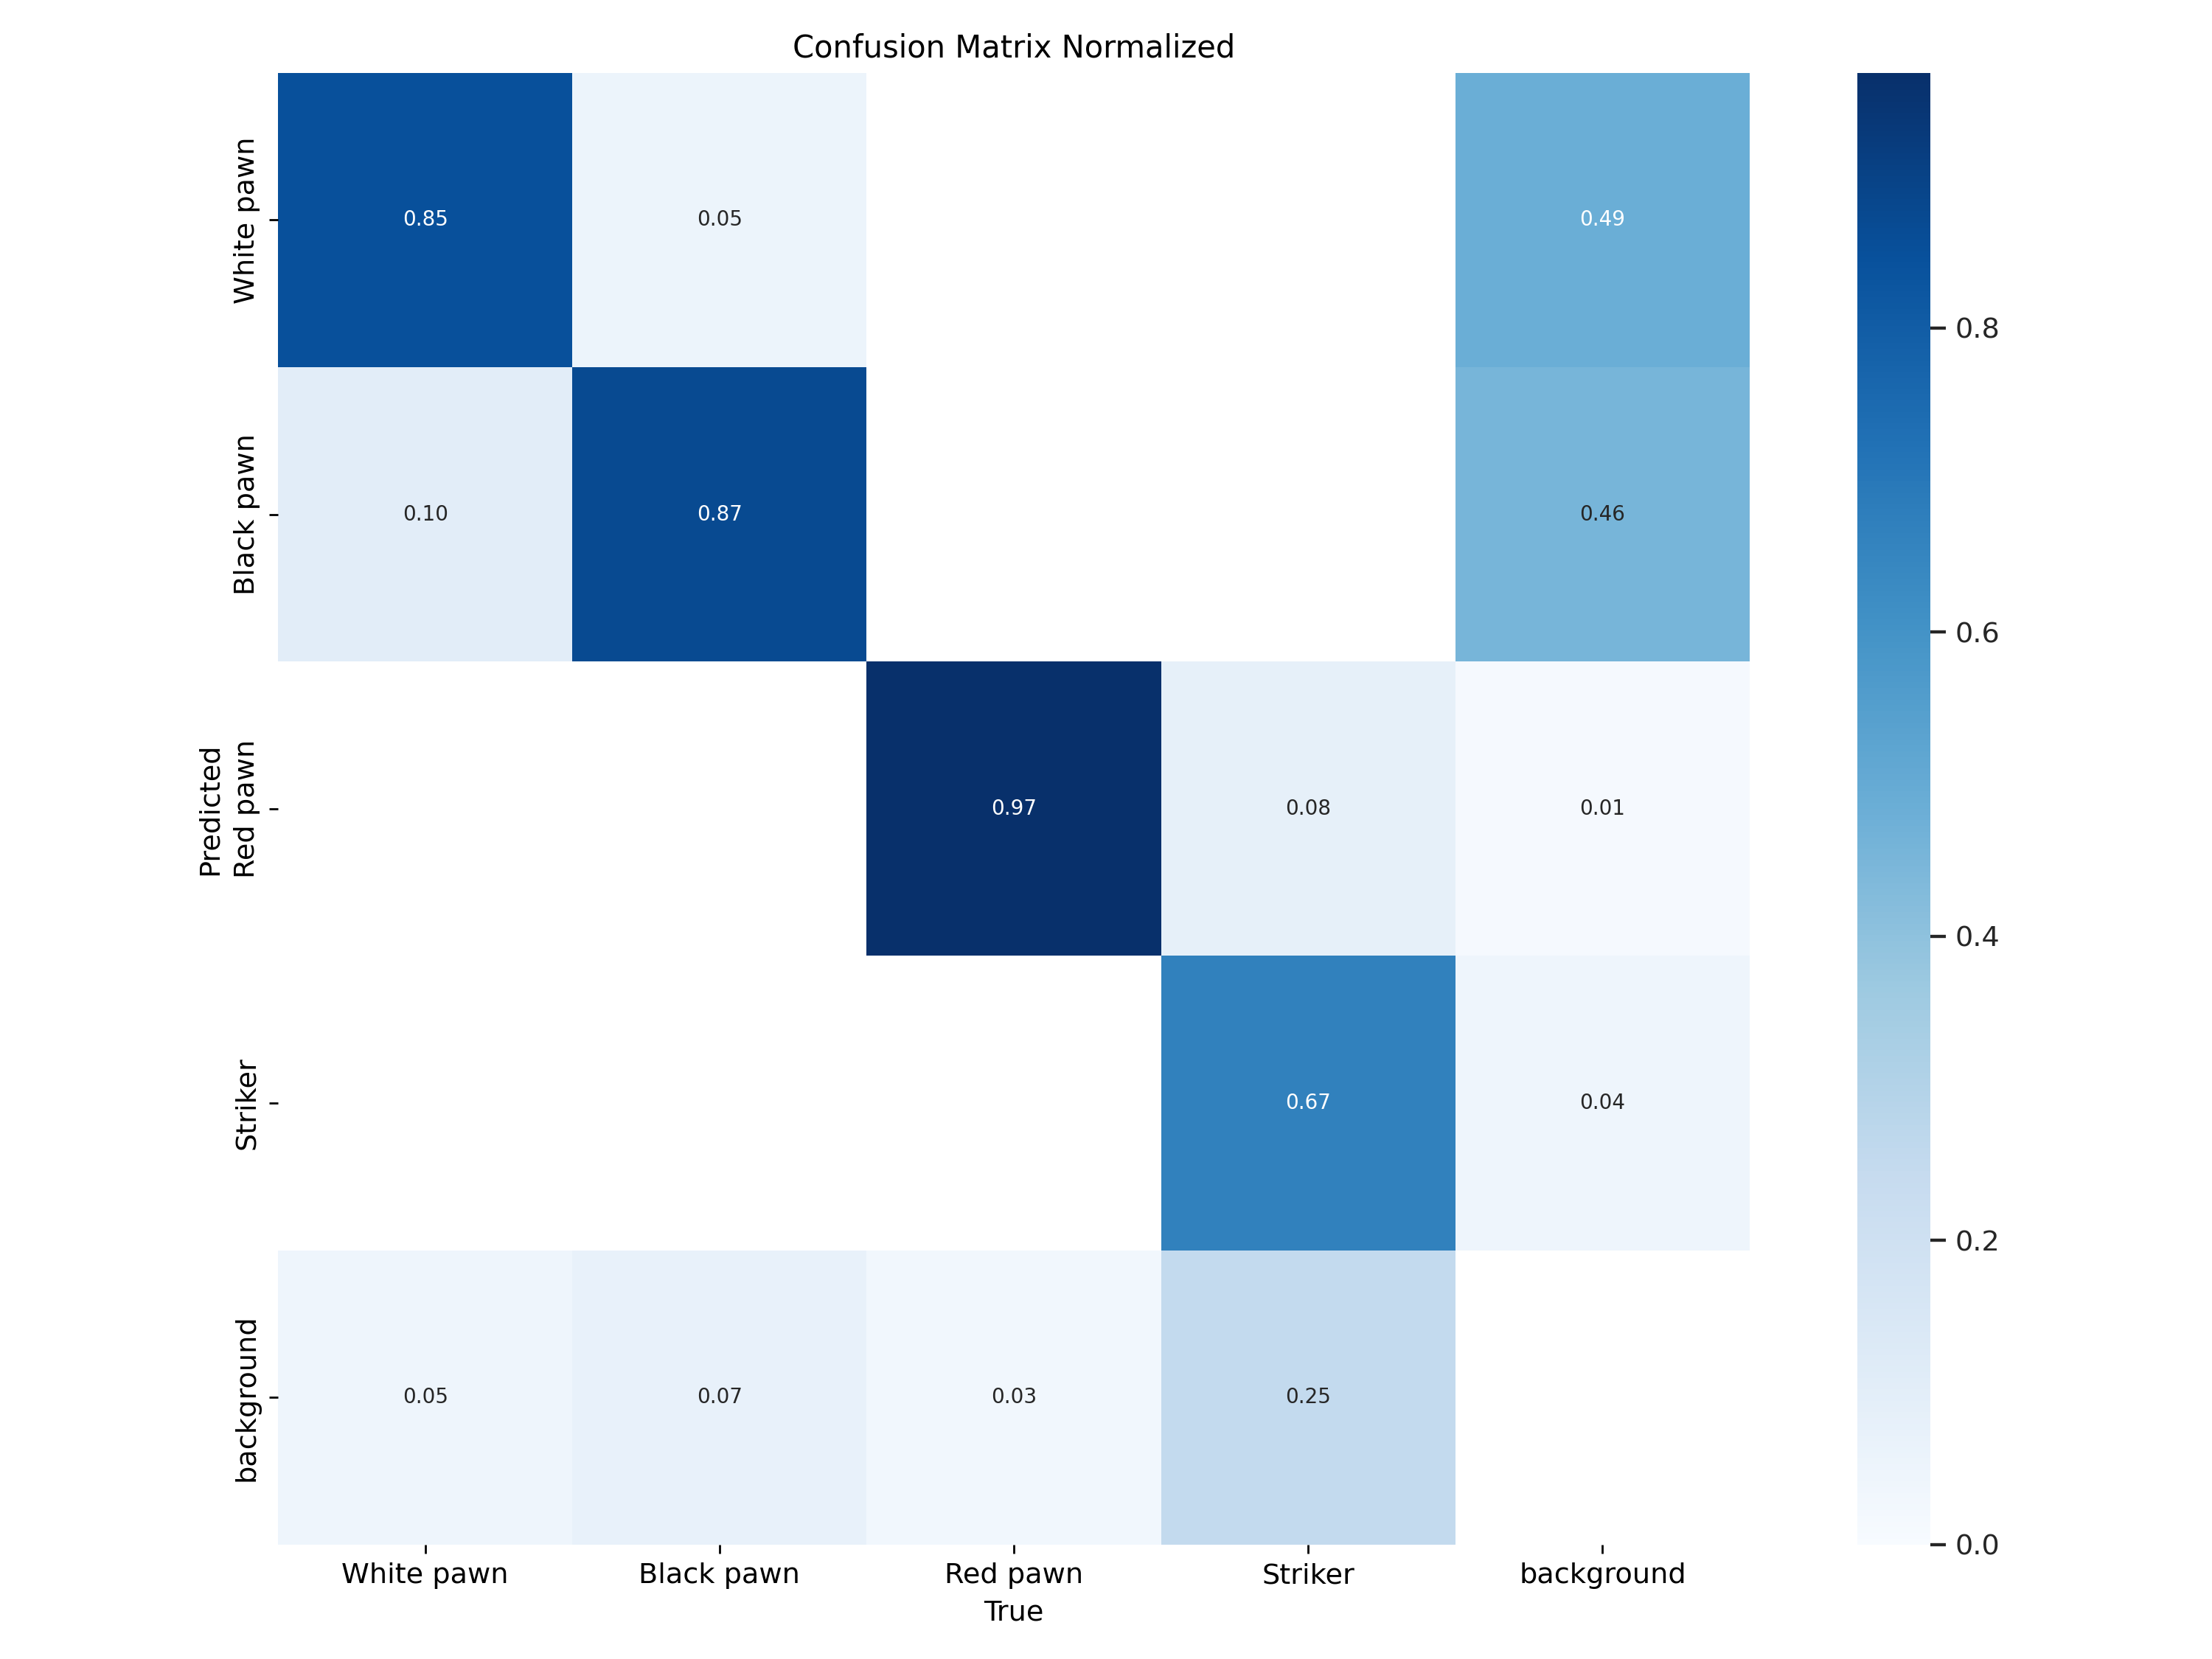 Confusion Matrix Normalized
White pawn
0.85
0.05
0.49
Black pawn
0.10
0.87
0.46
Predicted
Red pawn
0.97
0.08
0.01
Striker
0.67
0.04
background
0.05
0.07
0.03
0.25
White pawn
Black pawn
Red pawn
Striker
background
True
0.8
0.6
0.4
0.2
0.0